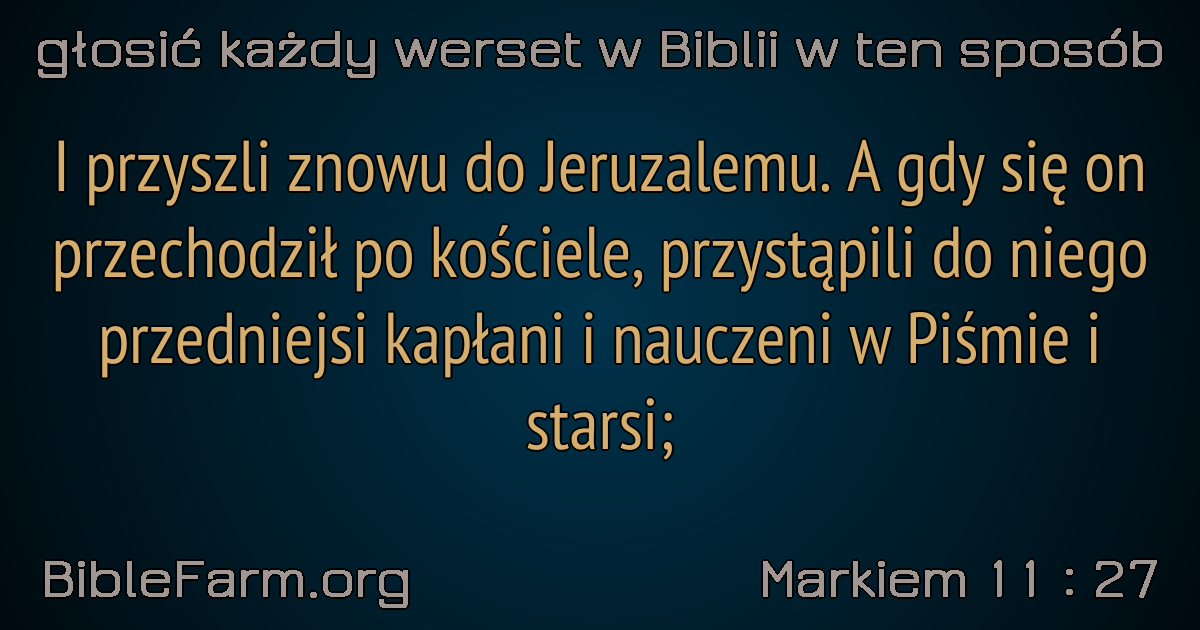 głosić każdy werset w Biblii w ten sposób
I przyszli znowu do Jeruzalemu. A gdy się on
przechodził po kościele, przystąpili do niego
przedniejsi kapłani i nauczeni w Piśmie i
starsi;
BibleFarm.org
Markiem 11 : 27